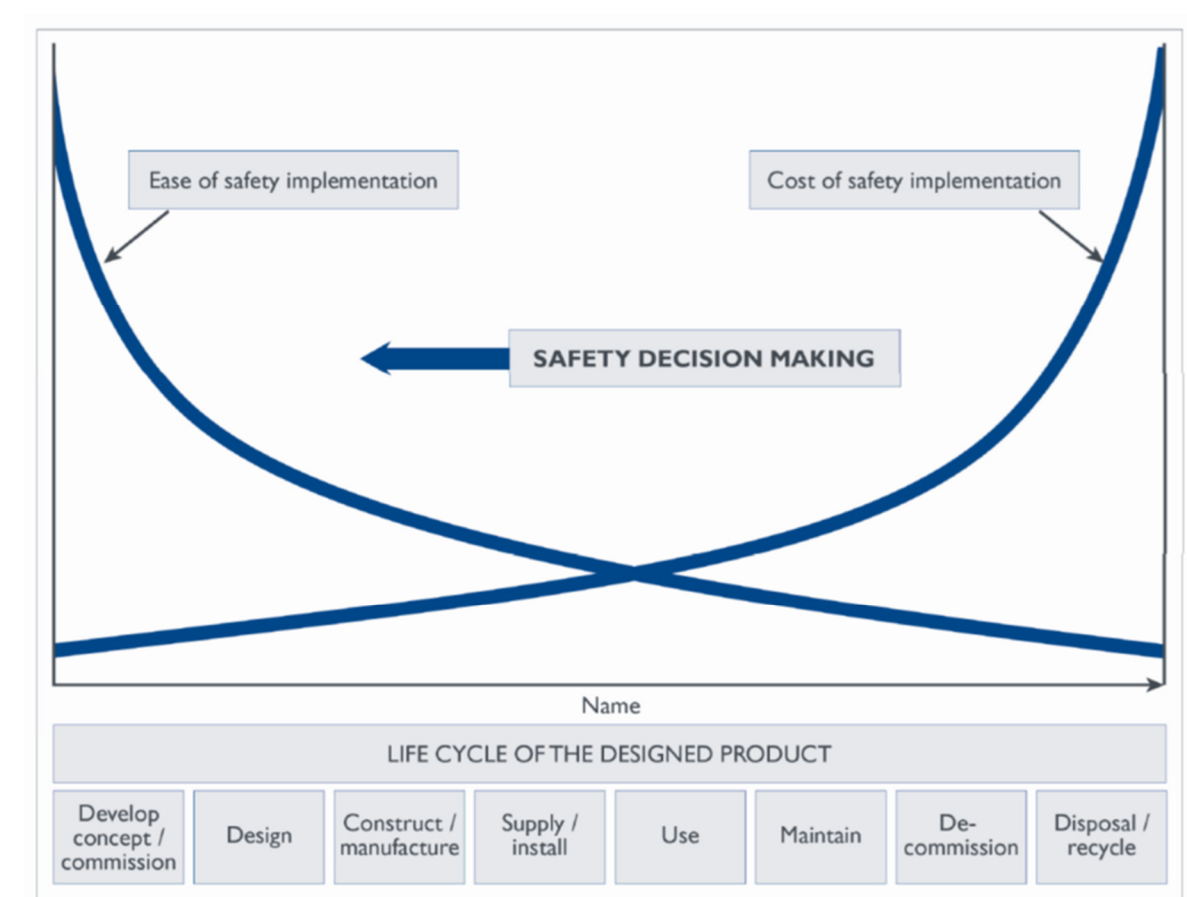 Ease of safety implementation
Cost of safety implementation
SAFETY DECISION MAKING
Name
LIFE CYCLE OF THE DESIGNED PRODUCT
Develop
concept /
commission
Design
Construct /
manufacture
Supply /
install
Use
Maintain
De-
commission
Disposal /
recycle